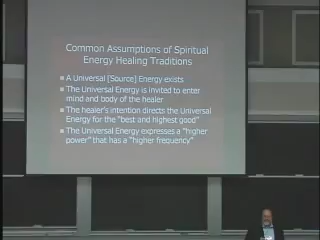 Common Assumptions of Spiritual
Energy Healing Traditions
A Universal [Source] Energy exists
The Universal Energy is invited to enter
mind and body of the healer
The healer's intention directs the Universal
Energy for the "best and highest good"
The Universal Energy expresses a "higher
power" that has a "higher frequency"